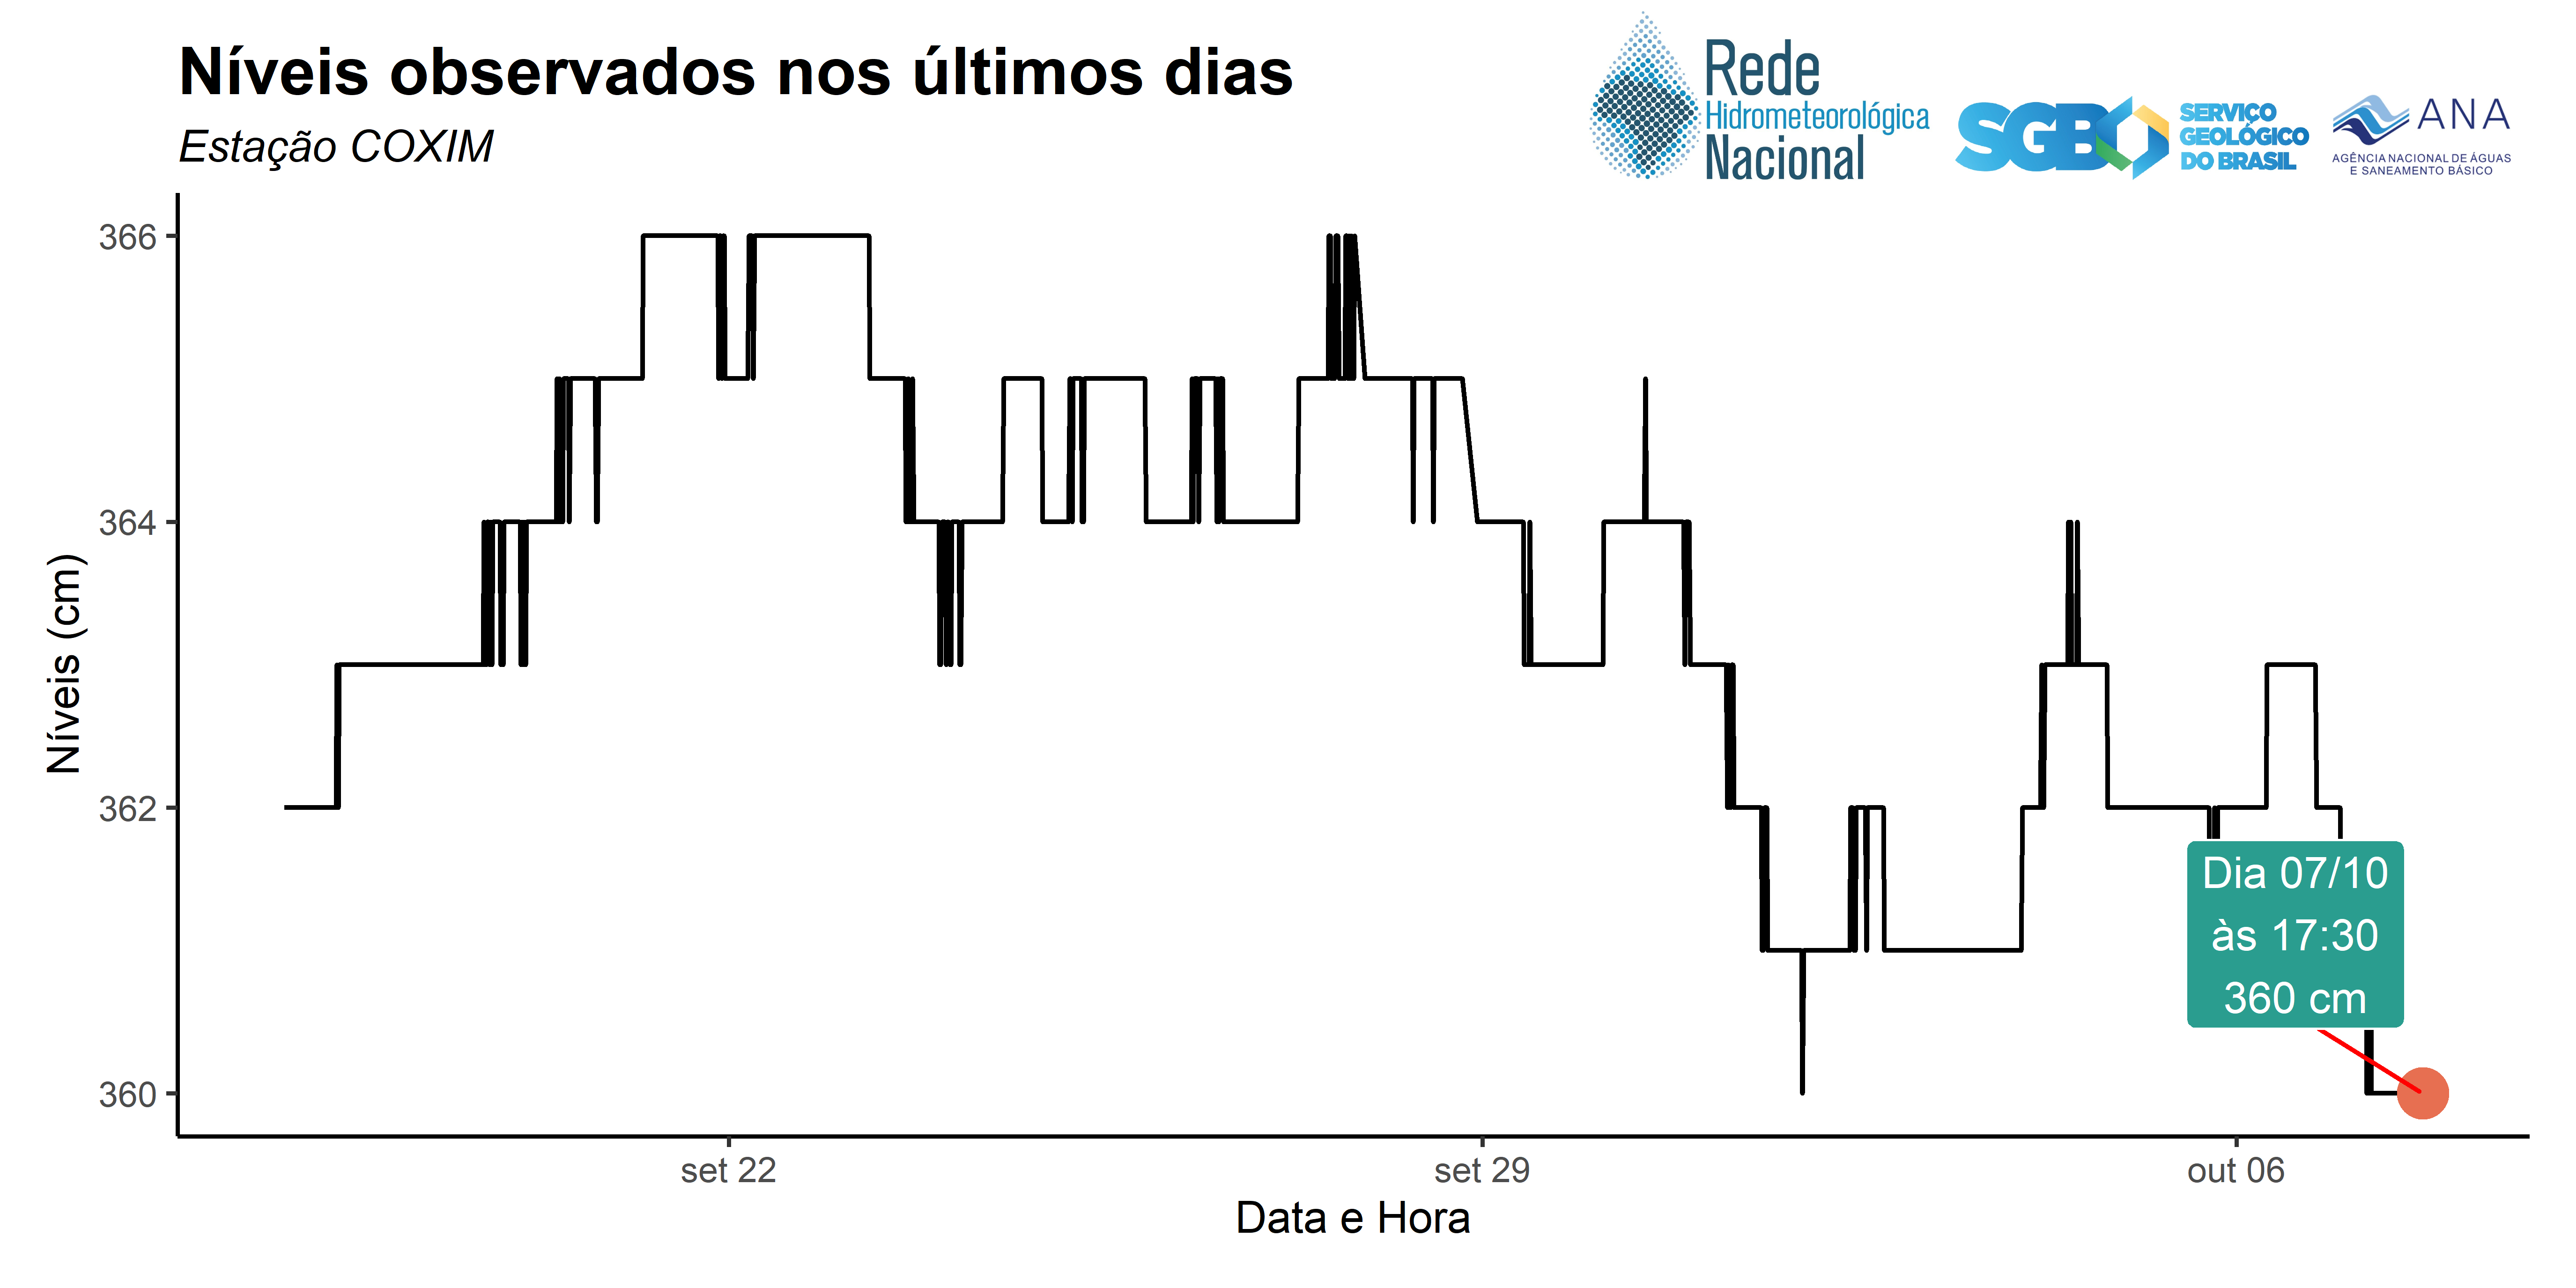 Níveis observados nos últimos dias
Estação COXIM
Rede
Hidrometeorológica
Nacional
SGB
SERVIÇO
GEOLÓGICO
DO BRASIL
ANA
AGÊNCIA NACIONAL DE ÁGUAS
E SANEAMENTO BÁSICO
Níveis (cm)
366
364
362
360
Dia 07/10
às 17:30
360 cm
set 22
set 29
out 06
Data e Hora